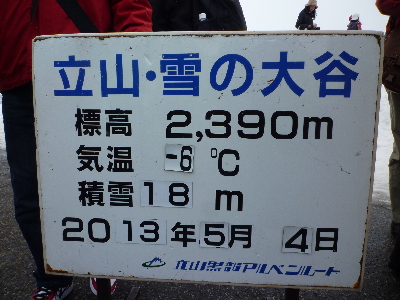 立山・雪の大谷
標高 2,390m
気温 -6 ℃
積雪 18 m
2013年 5月 4日
立山黒部アルペンルート